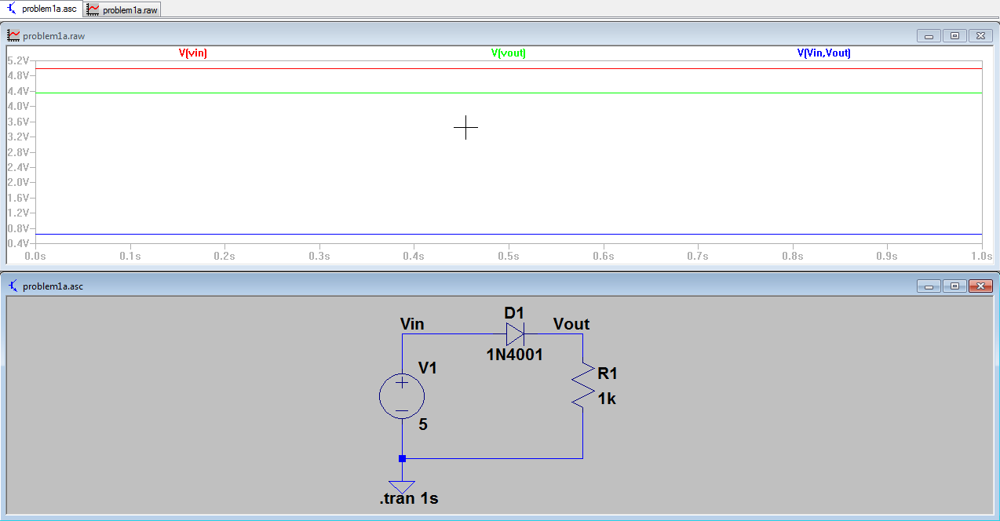 problem1a.asc problem1a.raw
problem1a.raw
V(vin) V(vout) V(Vin,Vout)
5.2V
4.8V
4.4V
4.0V
3.6V
3.2V
2.8V
2.4V
2.0V
1.6V
1.2V
0.8V
0.4V
0.0s 0.1s 0.2s 0.3s 0.4s 0.5s 0.6s 0.7s 0.8s 0.9s 1.0s
problem1a.asc
D1
Vin Vout
1N4001
V1
R1
1k
5
.tran 1s